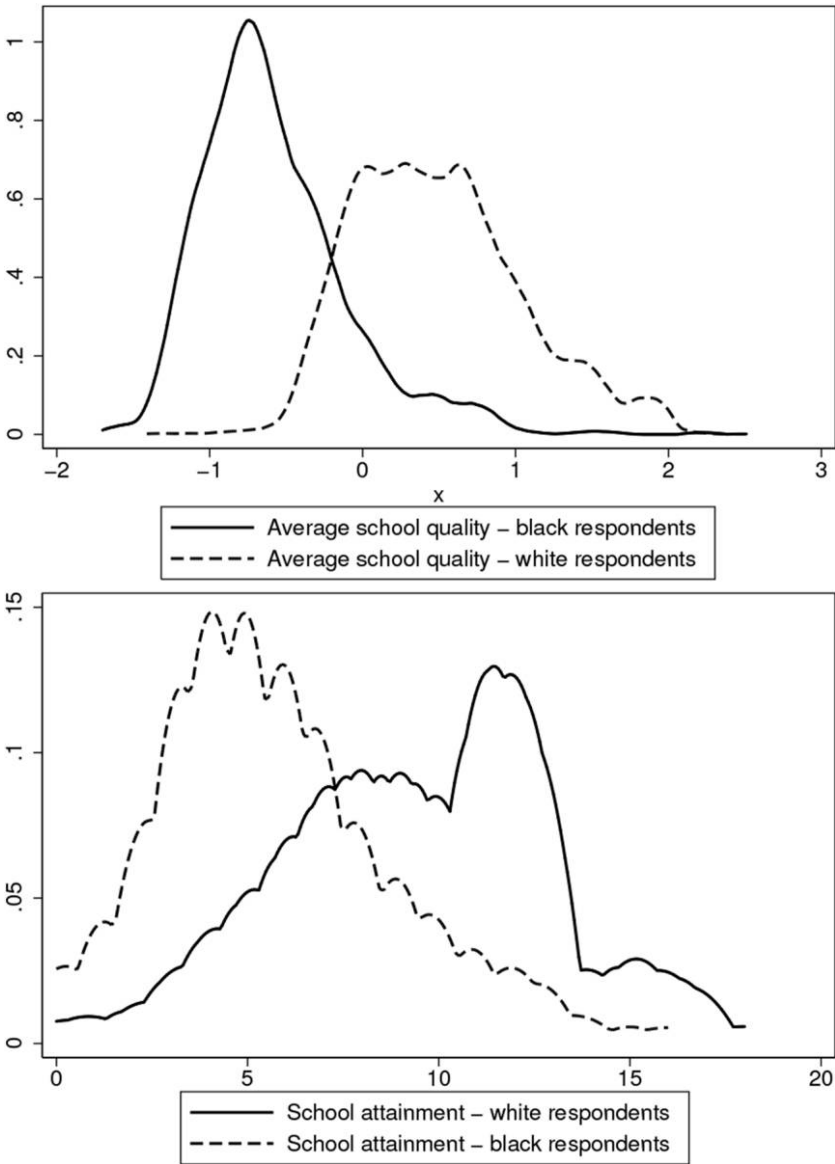 1
.8
.6
.4
.2
0
−2 −1 0 1 2 3
x
Average school quality − black respondents
Average school quality − white respondents
.15
.1
.05
0
0 5 10 15 20
School attainment − white respondents
School attainment − black respondents